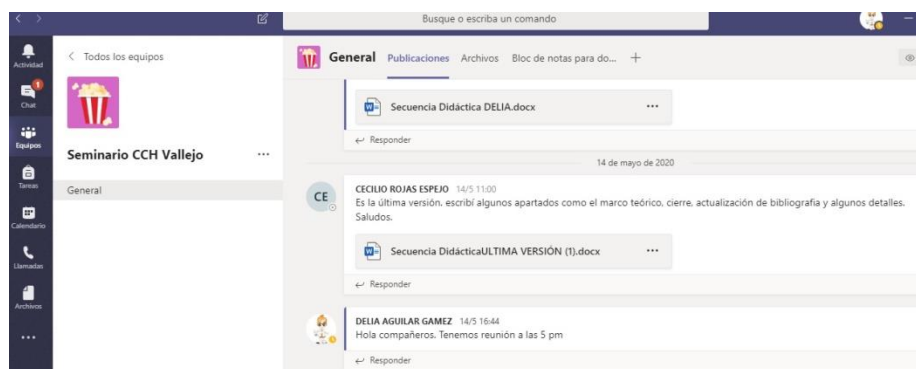 Busque o escriba un comando
Actividad
Chat
1
Equipos
Tareas
Calendario
Llamadas
Archivos
Todos los equipos
Seminario CCH Vallejo
General
General Publicaciones Archivos Bloc de notas para do...
Secuencia Didáctica DELIA.docx
Responder
14 de mayo de 2020
CE
CECILIO ROJAS ESPEJO 14/5 11:00
Es la última versión. escribí algunos apartados como el marco teórico, cierre, actualización de bibliografia y algunos detalles.
Saludos.
Secuencia DidácticaULTIMA VERSIÓN (1).docx
Responder
DELIA AGUILAR GAMEZ 14/5 16:44
Hola compañeros. Tenemos reunión a las 5 pm
Responder